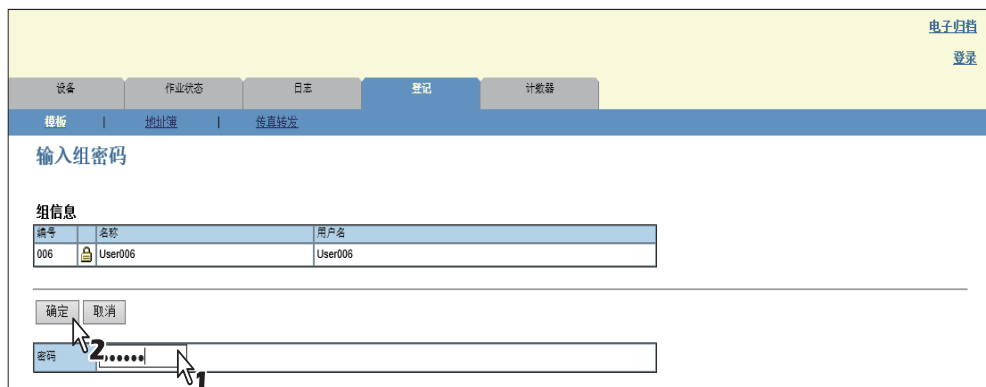 电子归档
登录
设备 作业状态 日志 登记 计数器
模板 | 地址簿 | 传真转发
输入组密码
组信息
编号 名称 用户名
006 User006 User006
确定 取消
2
密码 ••••••
1